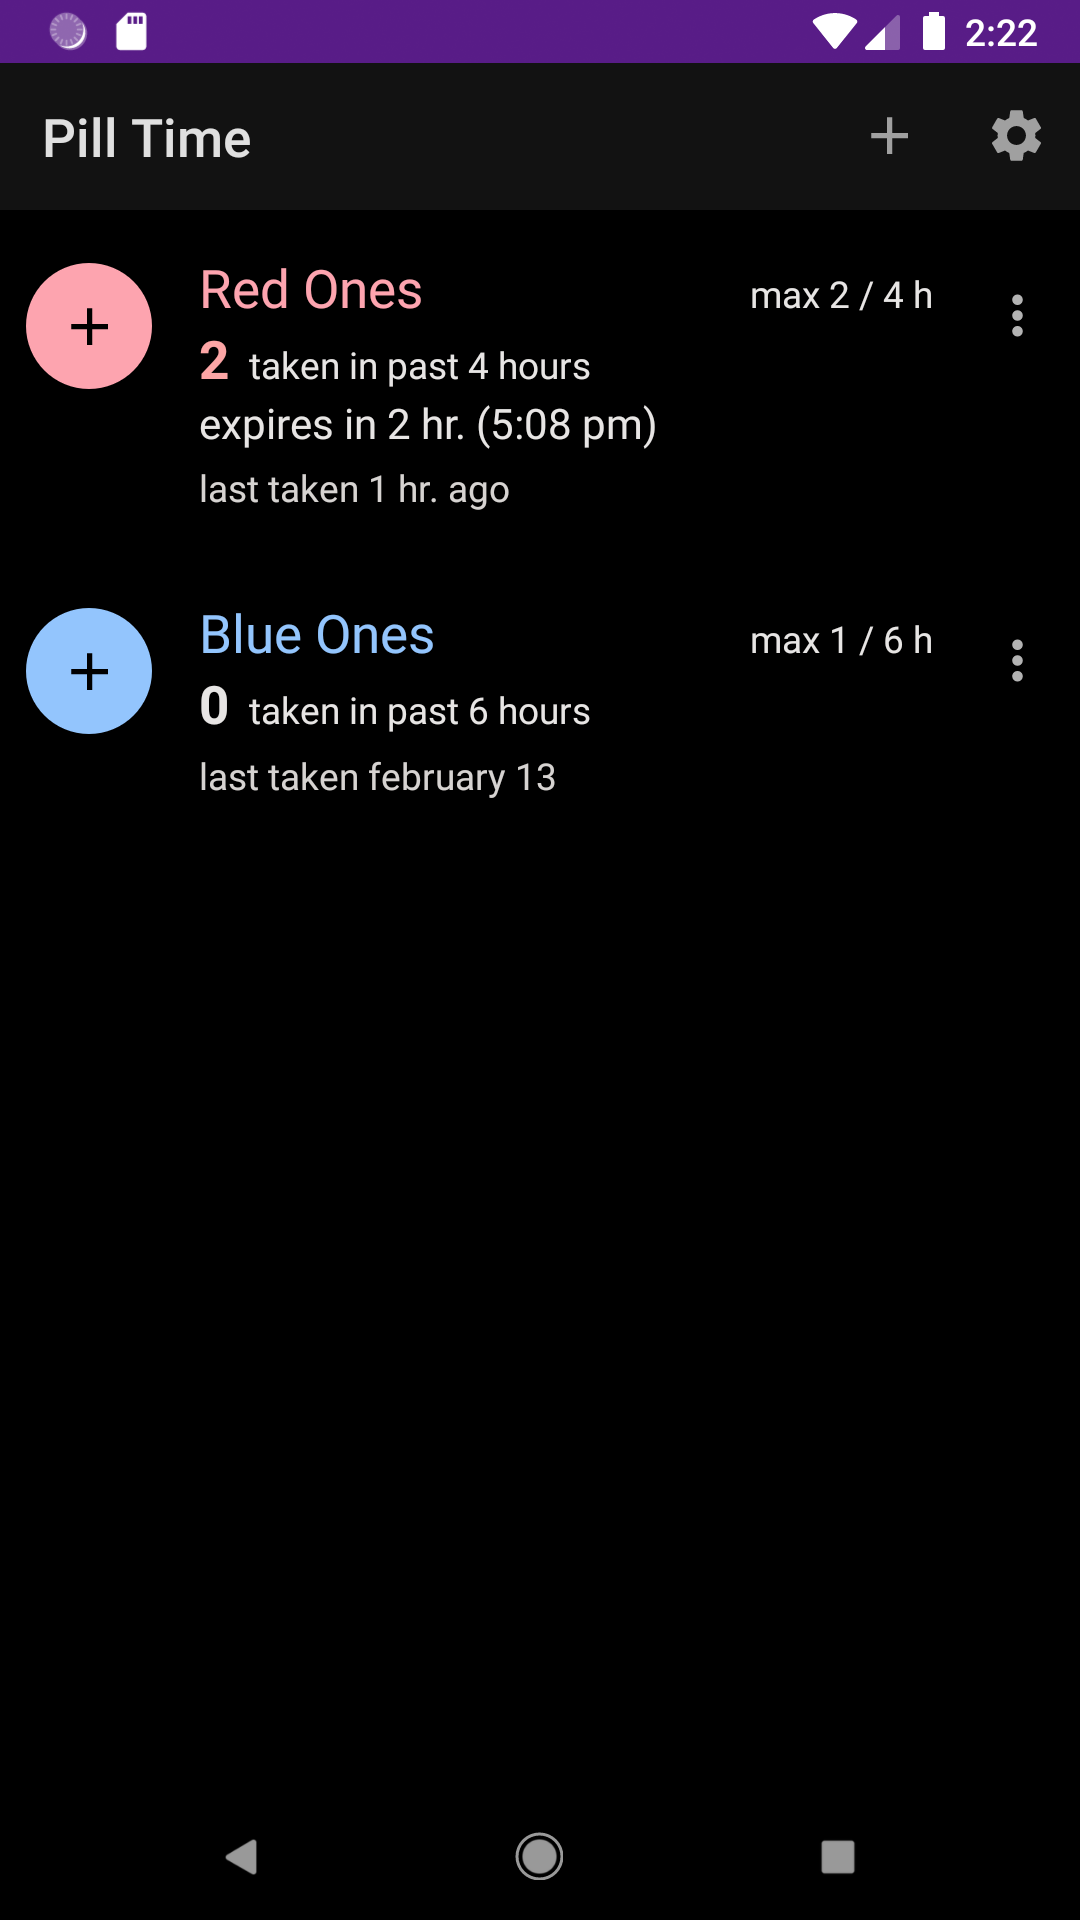 2:22
Pill Time
Red Ones
max 2 / 4 h
2 taken in past 4 hours
expires in 2 hr. (5:08 pm)
last taken 1 hr. ago
Blue Ones
max 1 / 6 h
0 taken in past 6 hours
last taken february 13